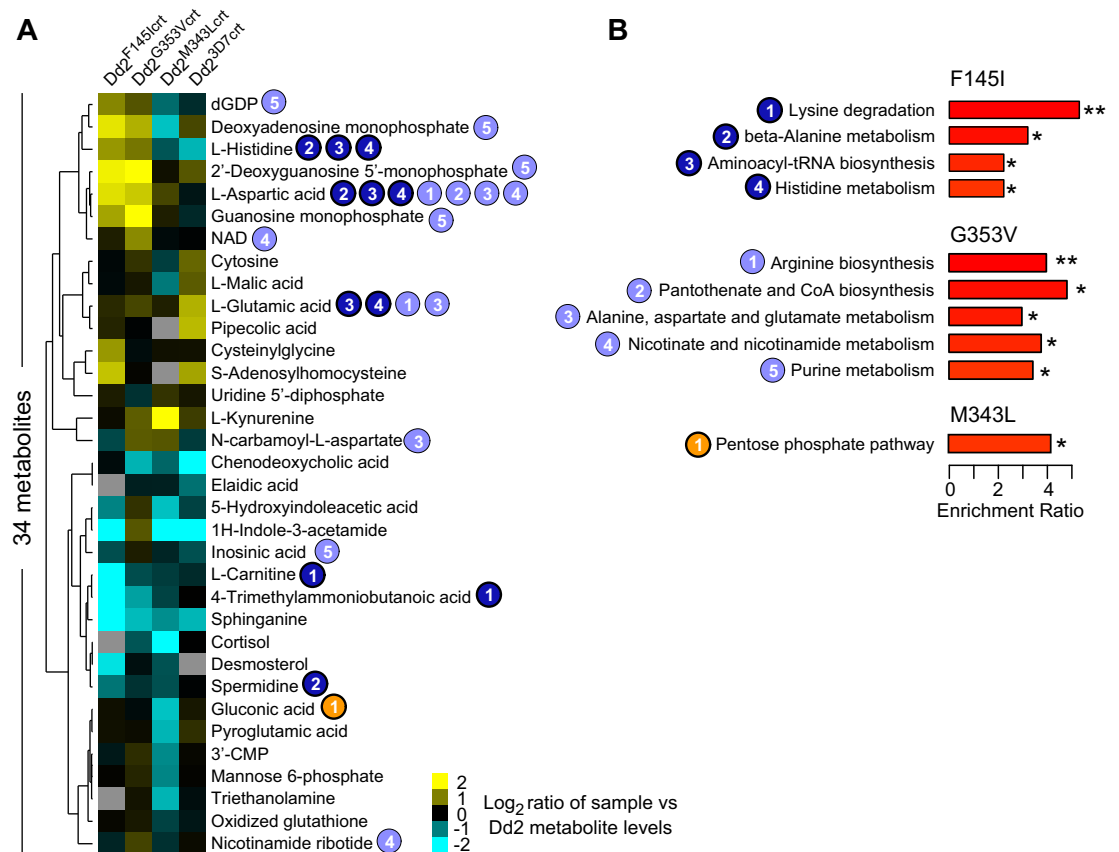 A
Dd2F145Icrt
Dd2G353Vcrt
Dd2M343Lcrt
Dd23D7crt
34 metabolites
dGDP 5
Deoxyadenosine monophosphate 5
L-Histidine 2 3 4
2'-Deoxyguanosine 5'-monophosphate 5
L-Aspartic acid 2 3 4 1 2 3 4
Guanosine monophosphate 5
NAD 4
Cytosine
L-Malic acid
L-Glutamic acid 3 4 1 3
Pipecolic acid
Cysteinylglycine
S-Adenosylhomocysteine
Uridine 5'-diphosphate
L-Kynurenine
N-carbamoyl-L-aspartate 3
Chenodeoxycholic acid
Elaidic acid
5-Hydroxyindoleacetic acid
1H-Indole-3-acetamide
Inosinic acid 5
L-Carnitine 1
4-Trimethylammoniobutanoic acid 1
Sphinganine
Cortisol
Desmosterol
Spermidine 2
Gluconic acid 1
Pyroglutamic acid
3'-CMP
Mannose 6-phosphate
Triethanolamine
Oxidized glutathione
Nicotinamide ribotide 4
2
1
0
-1
-2
Log2 ratio of sample vs
Dd2 metabolite levels
B
F145I
1 Lysine degradation **
2 beta-Alanine metabolism *
3 Aminoacyl-tRNA biosynthesis *
4 Histidine metabolism *
G353V
1 Arginine biosynthesis **
2 Pantothenate and CoA biosynthesis *
3 Alanine, aspartate and glutamate metabolism *
4 Nicotinate and nicotinamide metabolism *
5 Purine metabolism *
M343L
1 Pentose phosphate pathway *
0 2 4
Enrichment Ratio